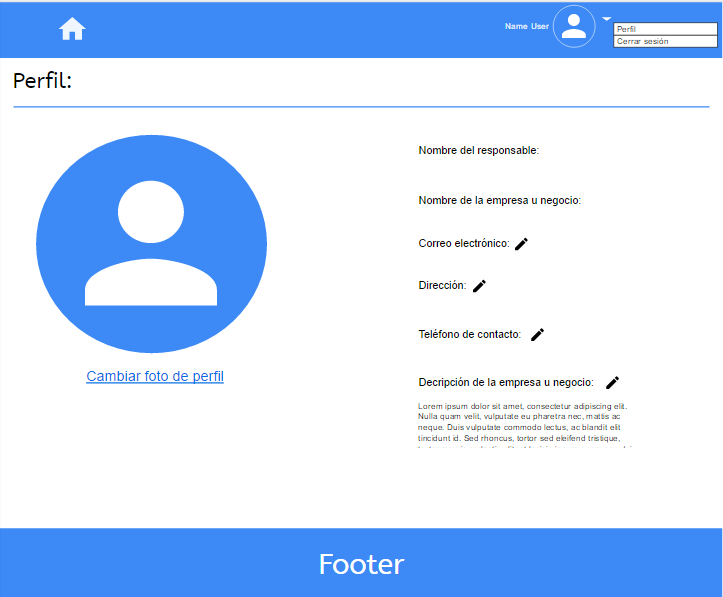 Name User
Perfil
Cerrar sesión
Perfil:
Nombre del responsable:
Nombre de la empresa u negocio:
Correo electrónico:
Dirección:
Teléfono de contacto:
Cambiar foto de perfil
Decripción de la empresa u negocio:
Lorem ipsum dolor sit amet, consectetur adipiscing elit.
Nulla quam velit, vulputate eu pharetra nec, mattis ac
neque. Duis vulputate commodo lectus, ac blandit elit
tincidunt id. Sed rhoncus, tortor sed eleifend tristique,
Footer